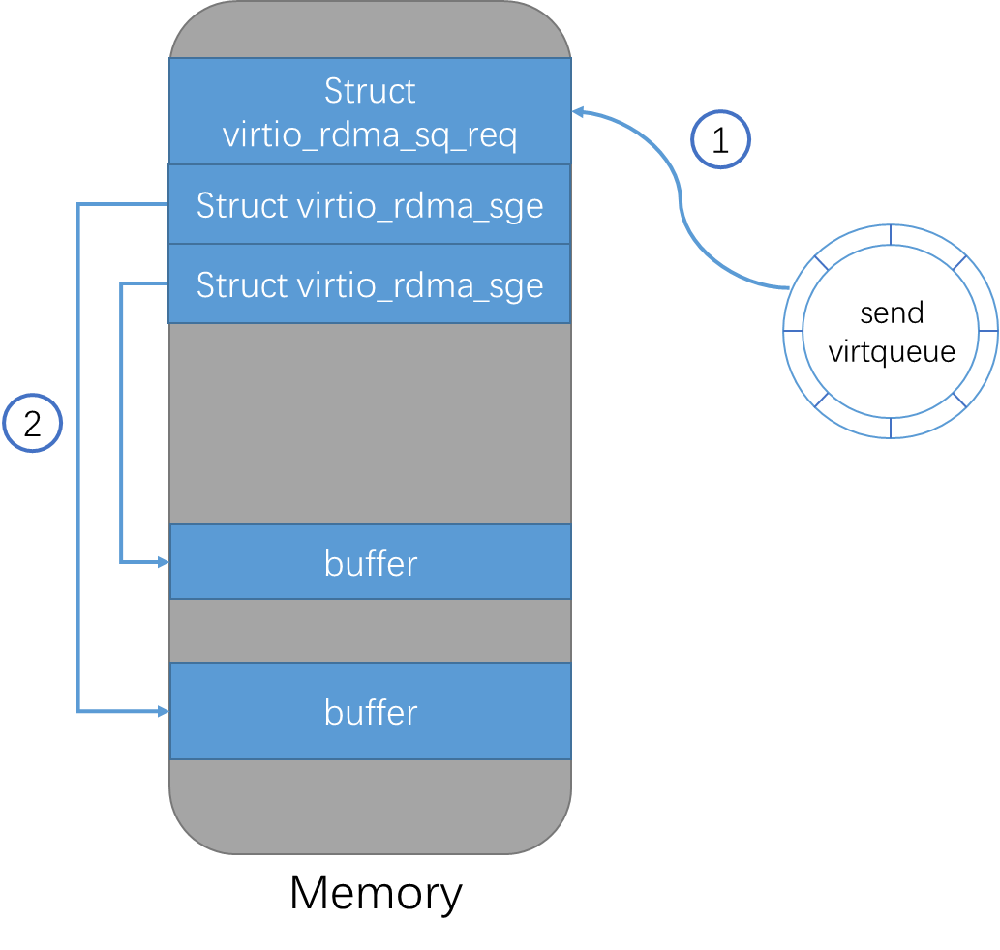 Struct
virtio_rdma_sq_req
1
Struct virtio_rdma_sge
Struct virtio_rdma_sge
send
virtqueue
2
buffer
buffer
Memory